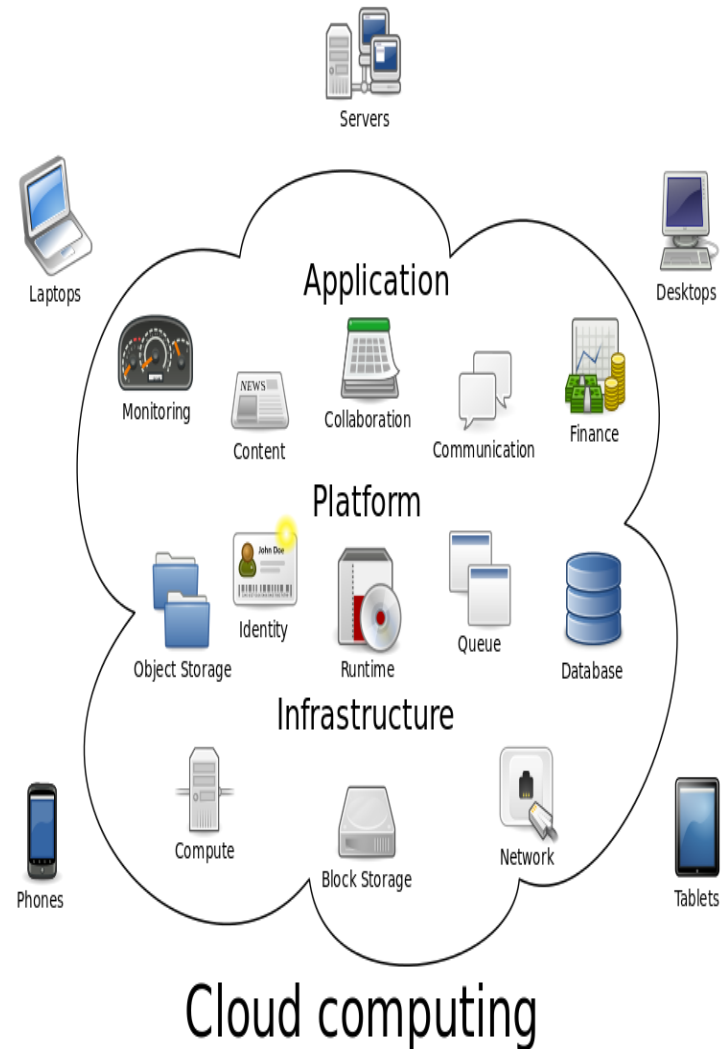 Servers
Laptops
Desktops
Application
Monitoring
NEWS
Content
Collaboration
Communication
Finance
Platform
John Doe
Object Storage
Identity
Runtime
Queue
Database
Infrastructure
Compute
Block Storage
Network
Phones
Tablets
Cloud computing